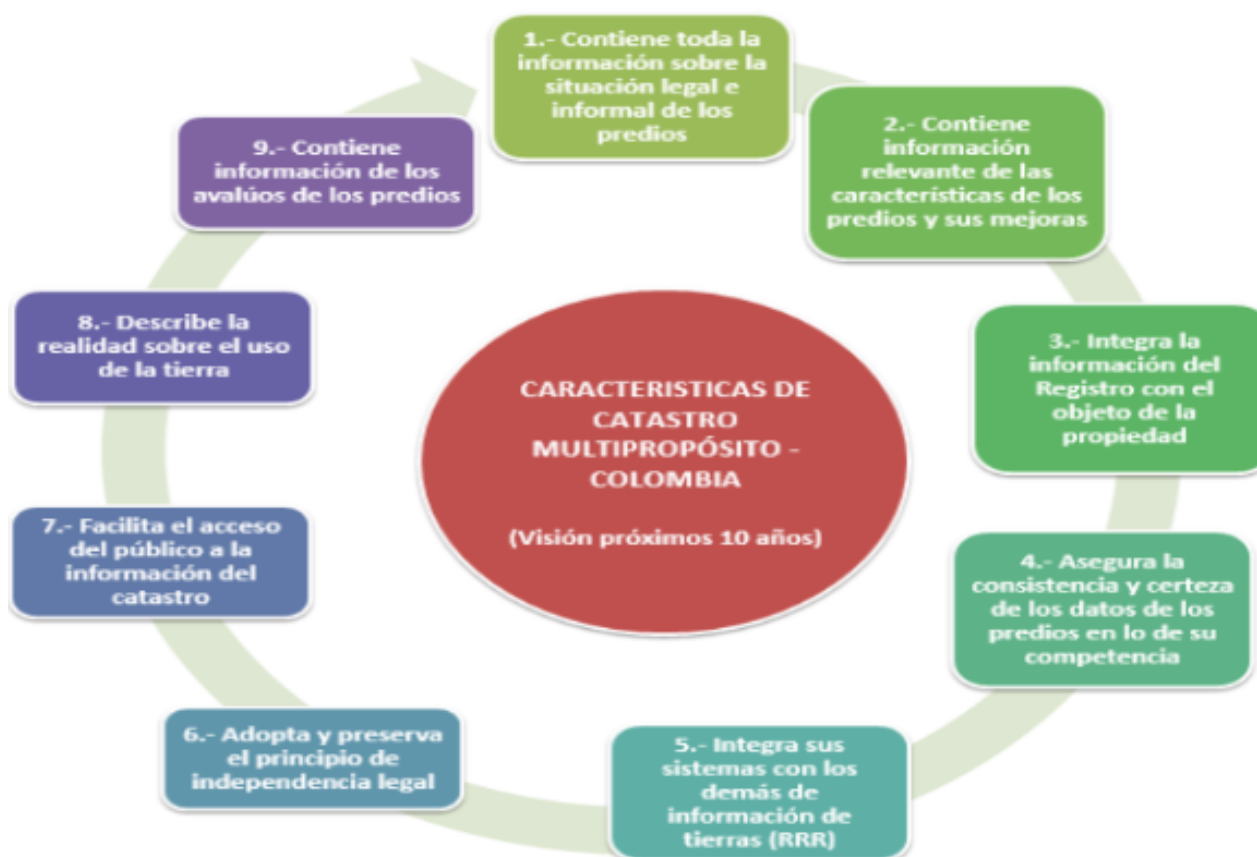 1.- Contiene toda la
información sobre la
situación legal e
informal de los
predios
2.- Contiene
información
relevante de las
características de los
predios y sus mejoras
3.- Integra la
información del
Registro con el
objeto de la
propiedad
4.- Asegura la
consistencia y certeza
de los datos de los
predios en lo de su
competencia
5.- Integra sus
sistemas con los
demás de
información de
tierras (RRR)
6.- Adopta y preserva
el principio de
independencia legal
7.- Facilita el acceso
del público a la
información del
catastro
8.- Describe la
realidad sobre el uso
de la tierra
9.- Contiene
información de los
avalúos de los predios
CARACTERISTICAS DE
CATASTRO
MULTIPROPÓSITO -
COLOMBIA
(Visión próximos 10 años)